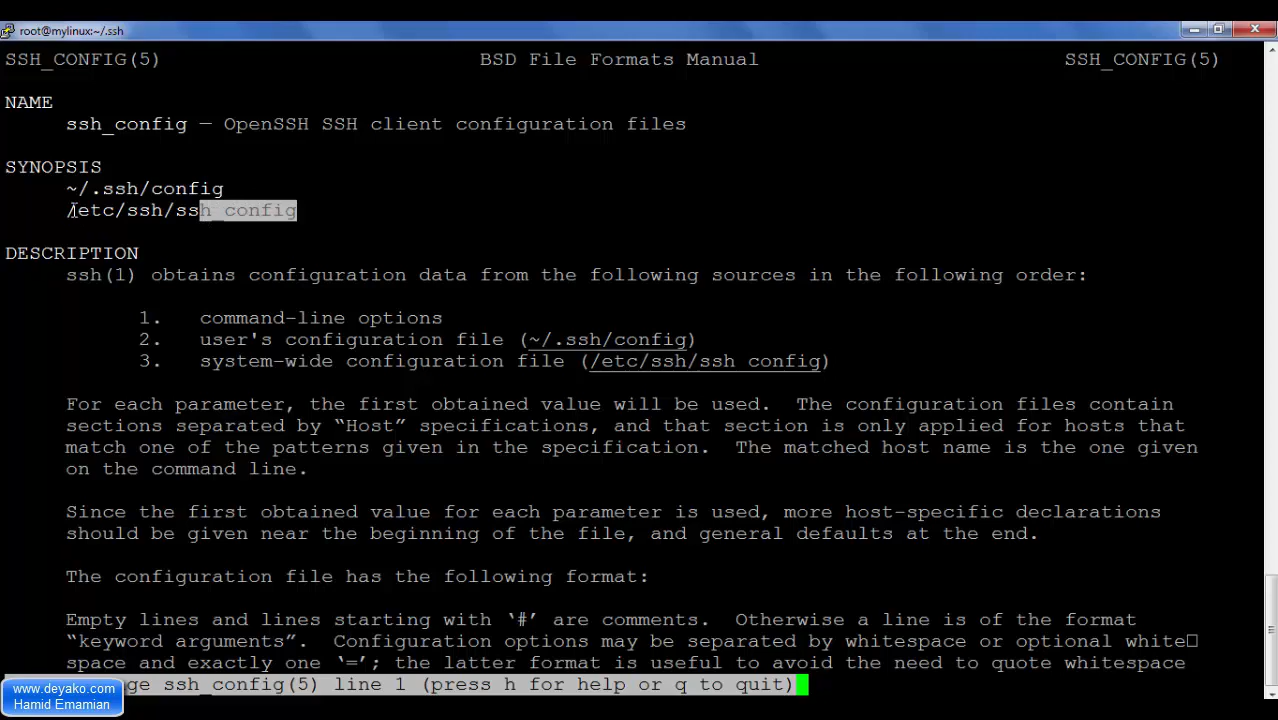 root@mylinux:~/.ssh
SSH_CONFIG(5) BSD File Formats Manual SSH_CONFIG(5)
NAME
ssh_config — OpenSSH SSH client configuration files
SYNOPSIS
~/.ssh/config
/etc/ssh/ssh_config
DESCRIPTION
ssh(1) obtains configuration data from the following sources in the following order:
1. command-line options
2. user's configuration file (~/.ssh/config)
3. system-wide configuration file (/etc/ssh/ssh_config)
For each parameter, the first obtained value will be used. The configuration files contain
sections separated by “Host” specifications, and that section is only applied for hosts that
match one of the patterns given in the specification. The matched host name is the one given
on the command line.
Since the first obtained value for each parameter is used, more host-specific declarations
should be given near the beginning of the file, and general defaults at the end.
The configuration file has the following format:
Empty lines and lines starting with ‘#’ are comments. Otherwise a line is of the format
“keyword arguments”. Configuration options may be separated by whitespace or optional white□
space and exactly one ‘=’; the latter format is useful to avoid the need to quote whitespace
ge ssh_config(5) line 1 (press h for help or q to quit)
www.deyako.com
Hamid Emamian